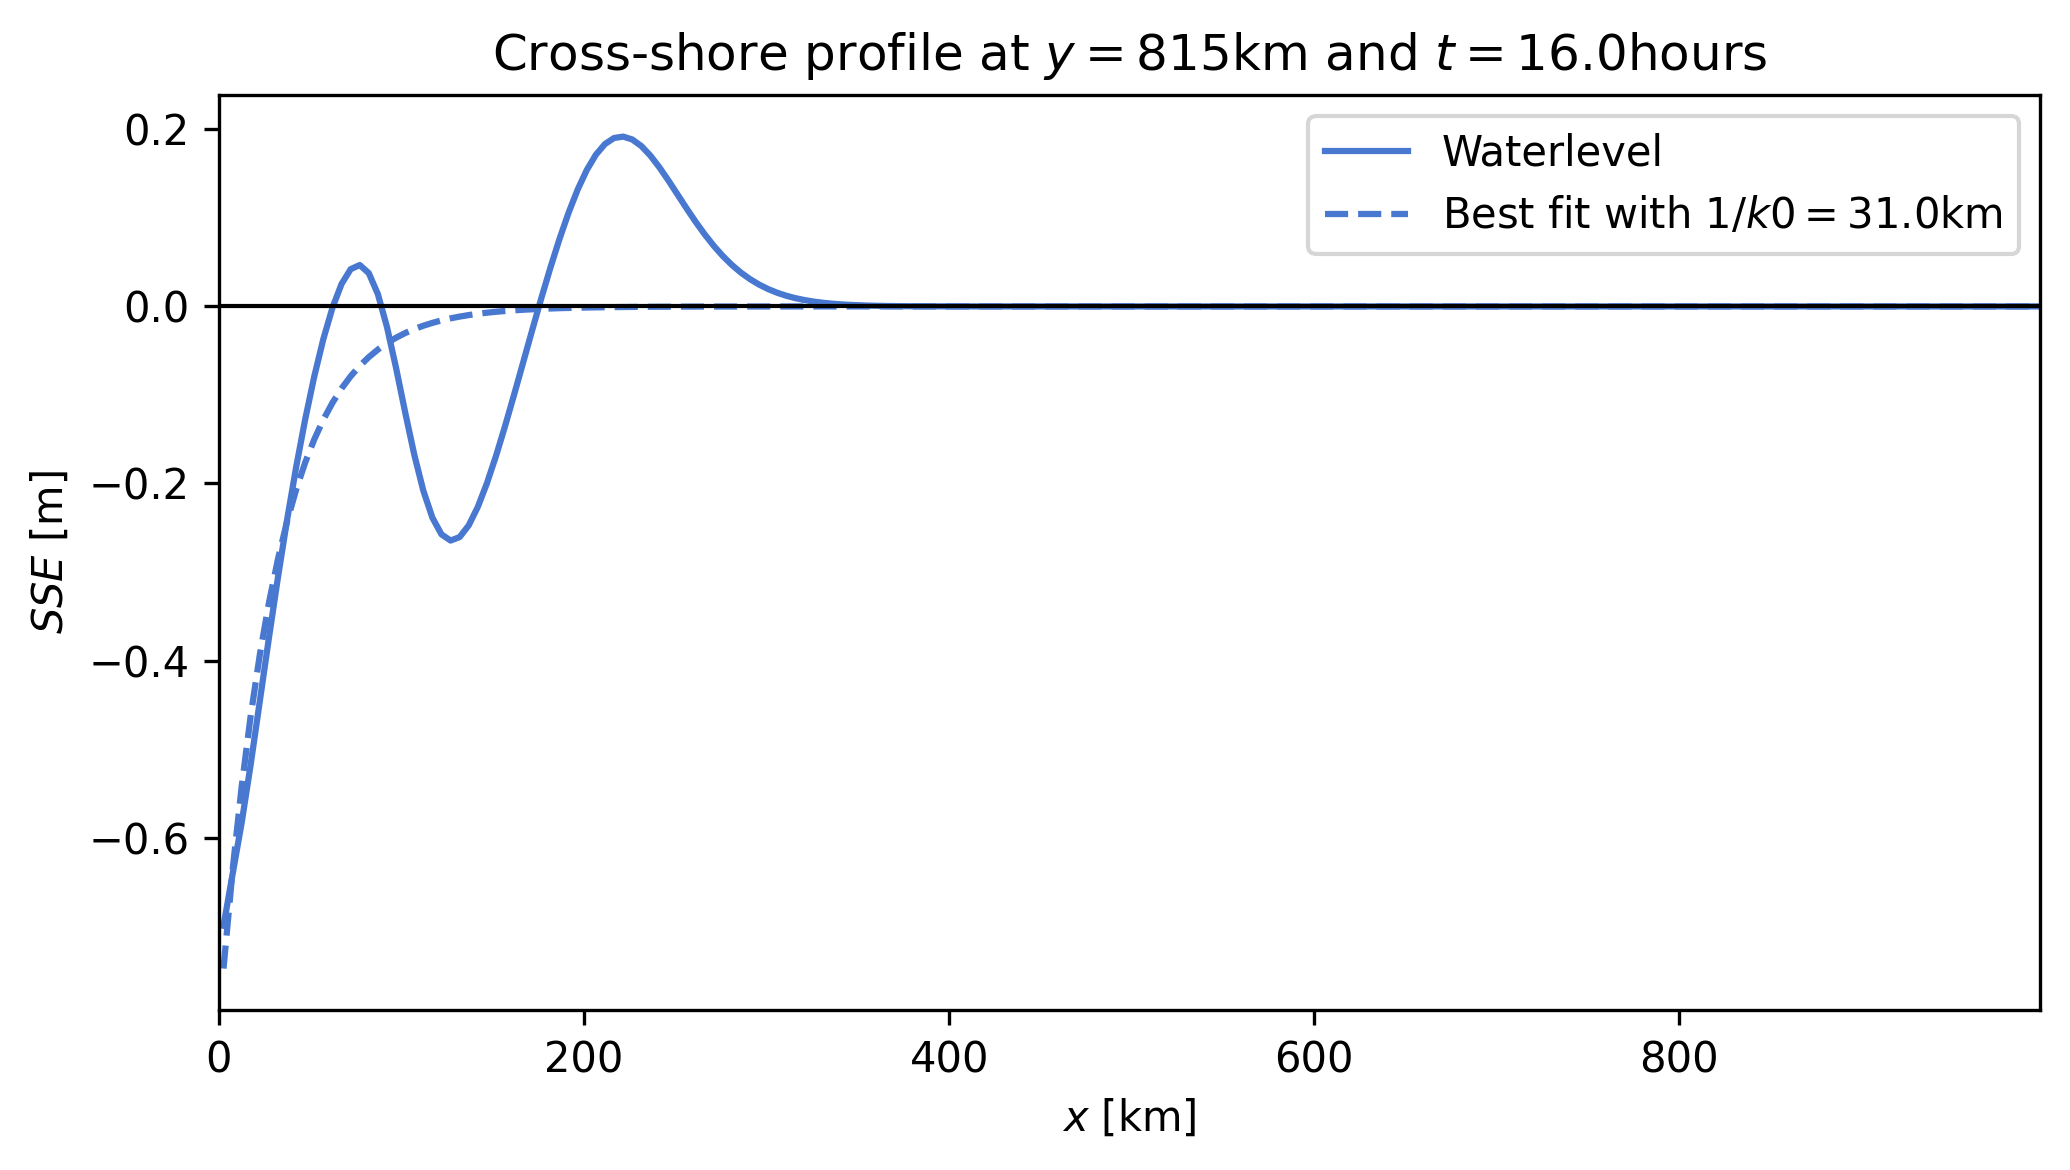 Cross-shore profile at y = 815km and t = 16.0hours
Waterlevel
Best fit with 1/k0 = 31.0km
SSE [m]
0.2
0.0
−0.2
−0.4
−0.6
0 200 400 600 800
x [km]